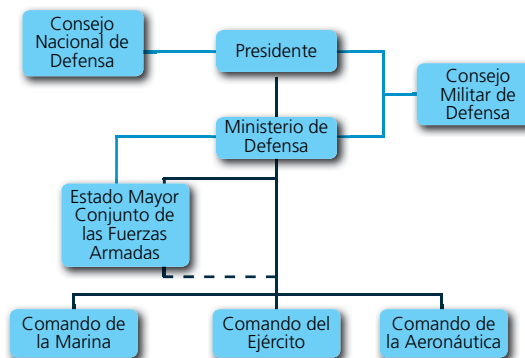 Consejo
Nacional de
Defensa
Presidente
Consejo
Militar de
Defensa
Ministerio de
Defensa
Estado Mayor
Conjunto de
las Fuerzas
Armadas
Comando de
la Marina
Comando del
Ejército
Comando de
la Aeronáutica